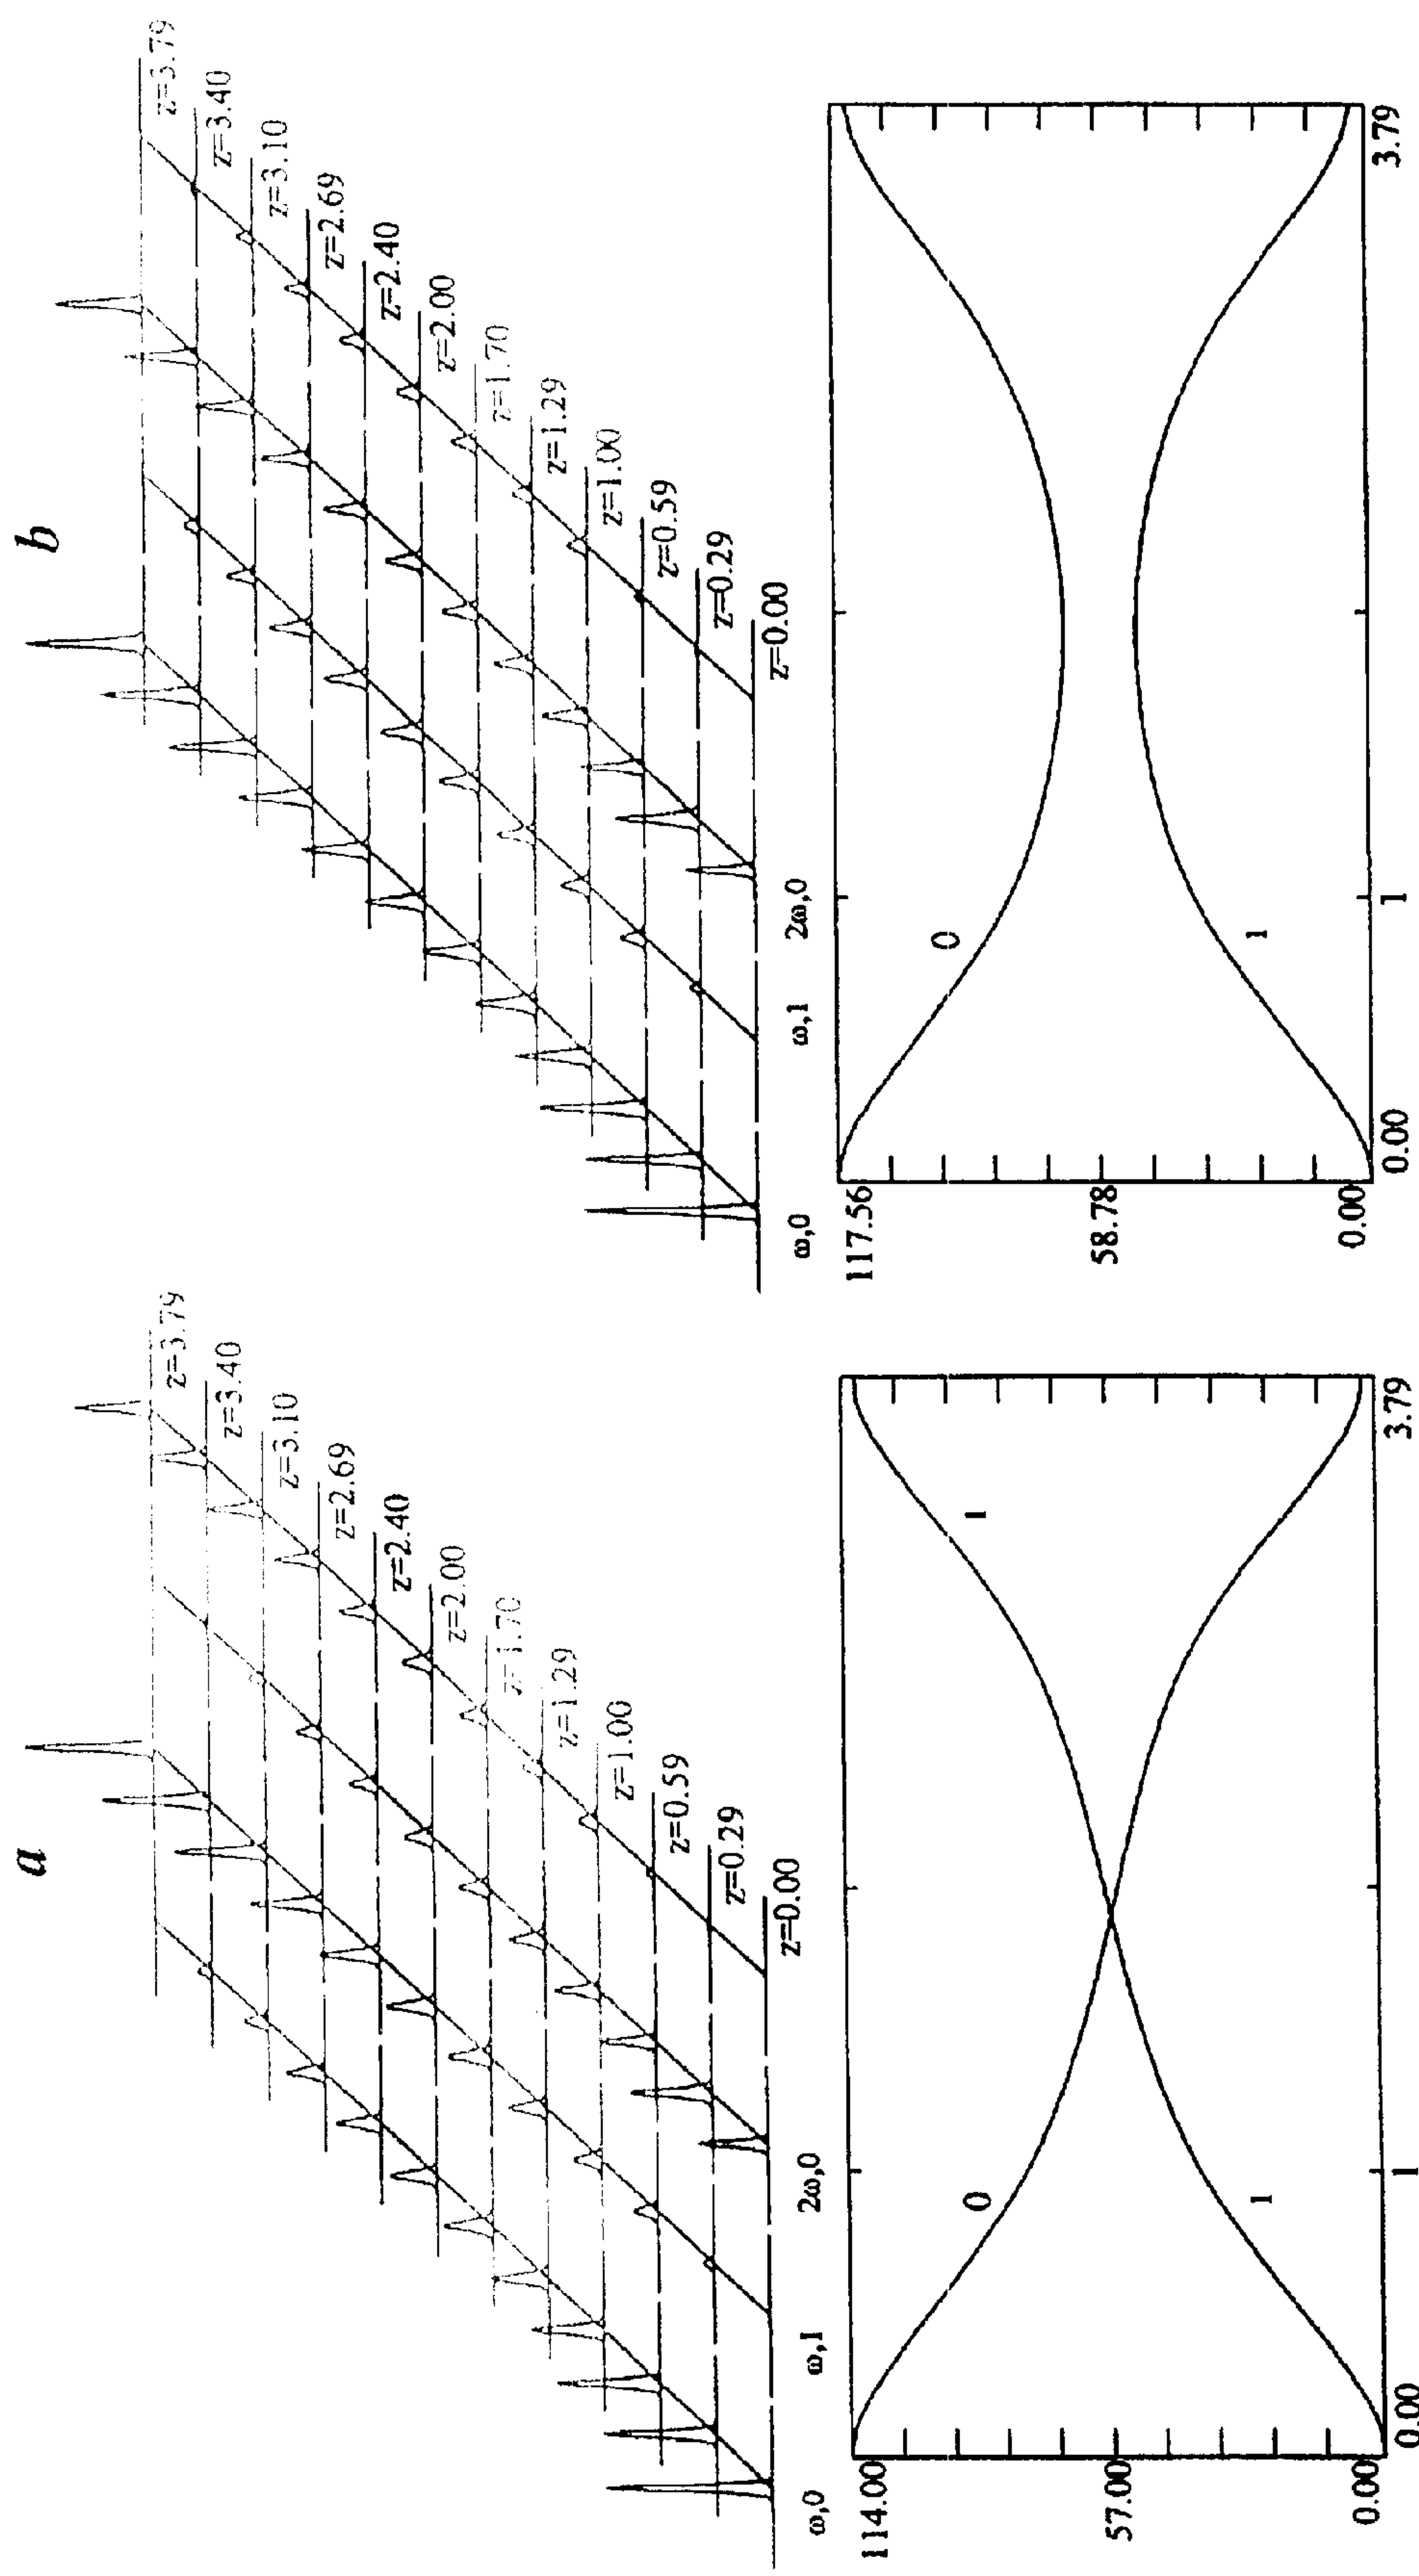 a
z=3.79
z=3.40
z=3.10
z=2.69
z=2.40
z=2.00
z=1.70
z=1.29
z=1.00
z=0.59
z=0.29
z=0.00
ω,0
ω,1
2ω,0
114.00
57.00
0.00
0
1
1
0.00
1
3.79
b
z=3.79
z=3.40
z=3.10
z=2.69
z=2.40
z=2.00
z=1.70
z=1.29
z=1.00
z=0.59
z=0.29
z=0.00
ω,0
ω,1
2ω,0
117.56
58.78
0.00
0
1
0.00
1
3.79